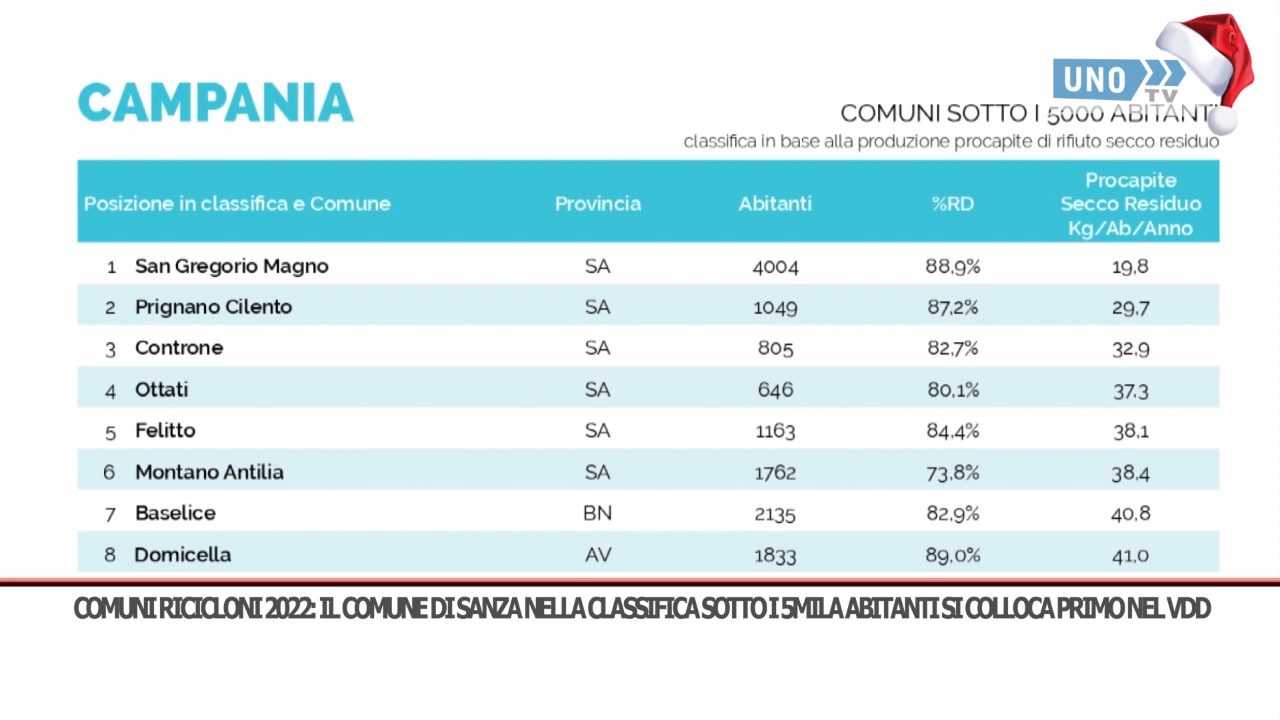 UNO
TV
CAMPANIA
COMUNI SOTTO I 5000 ABITANTI
classifica in base alla produzione procapite di rifiuto secco residuo
Posizione in classifica e Comune Provincia Abitanti %RD Procapite Secco Residuo Kg/Ab/Anno
1 San Gregorio Magno SA 4004 88,9% 19,8
2 Prignano Cilento SA 1049 87,2% 29,7
3 Controne SA 805 82,7% 32,9
4 Ottati SA 646 80,1% 37,3
5 Felitto SA 1163 84,4% 38,1
6 Montano Antilia SA 1762 73,8% 38,4
7 Baselice BN 2135 82,9% 40,8
8 Domicella AV 1833 89,0% 41,0
COMUNI RICICLONI 2022: IL COMUNE DI SANZA NELLA CLASSIFICA SOTTO I 5MILA ABITANTI SI COLLOCA PRIMO NEL VDD